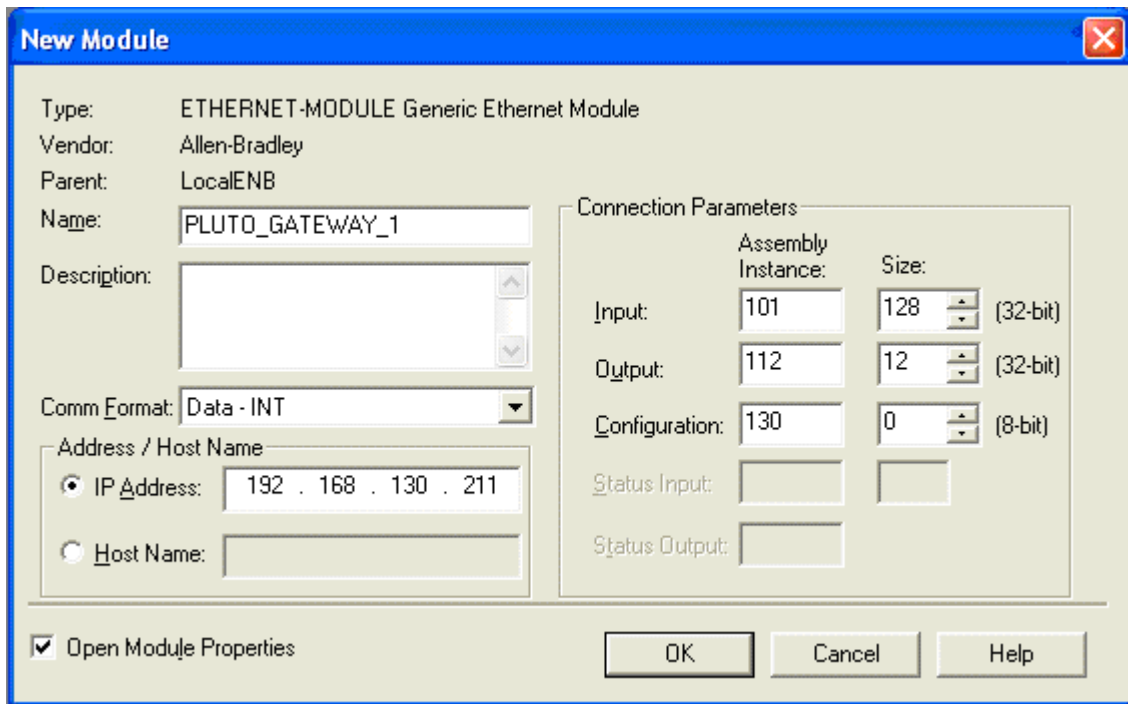 New Module
Type: ETHERNET-MODULE Generic Ethernet Module
Vendor: Allen-Bradley
Parent: LocalENB
Name: PLUTO_GATEWAY_1
Description:
Comm Format: Data - INT
Address / Host Name
IP Address: 192 . 168 . 130 . 211
Host Name:
Connection Parameters
Assembly
Instance: Size:
Input: 101 128 (32-bit)
Output: 112 12 (32-bit)
Configuration: 130 0 (8-bit)
Status Input:
Status Output:
Open Module Properties
OK Cancel Help